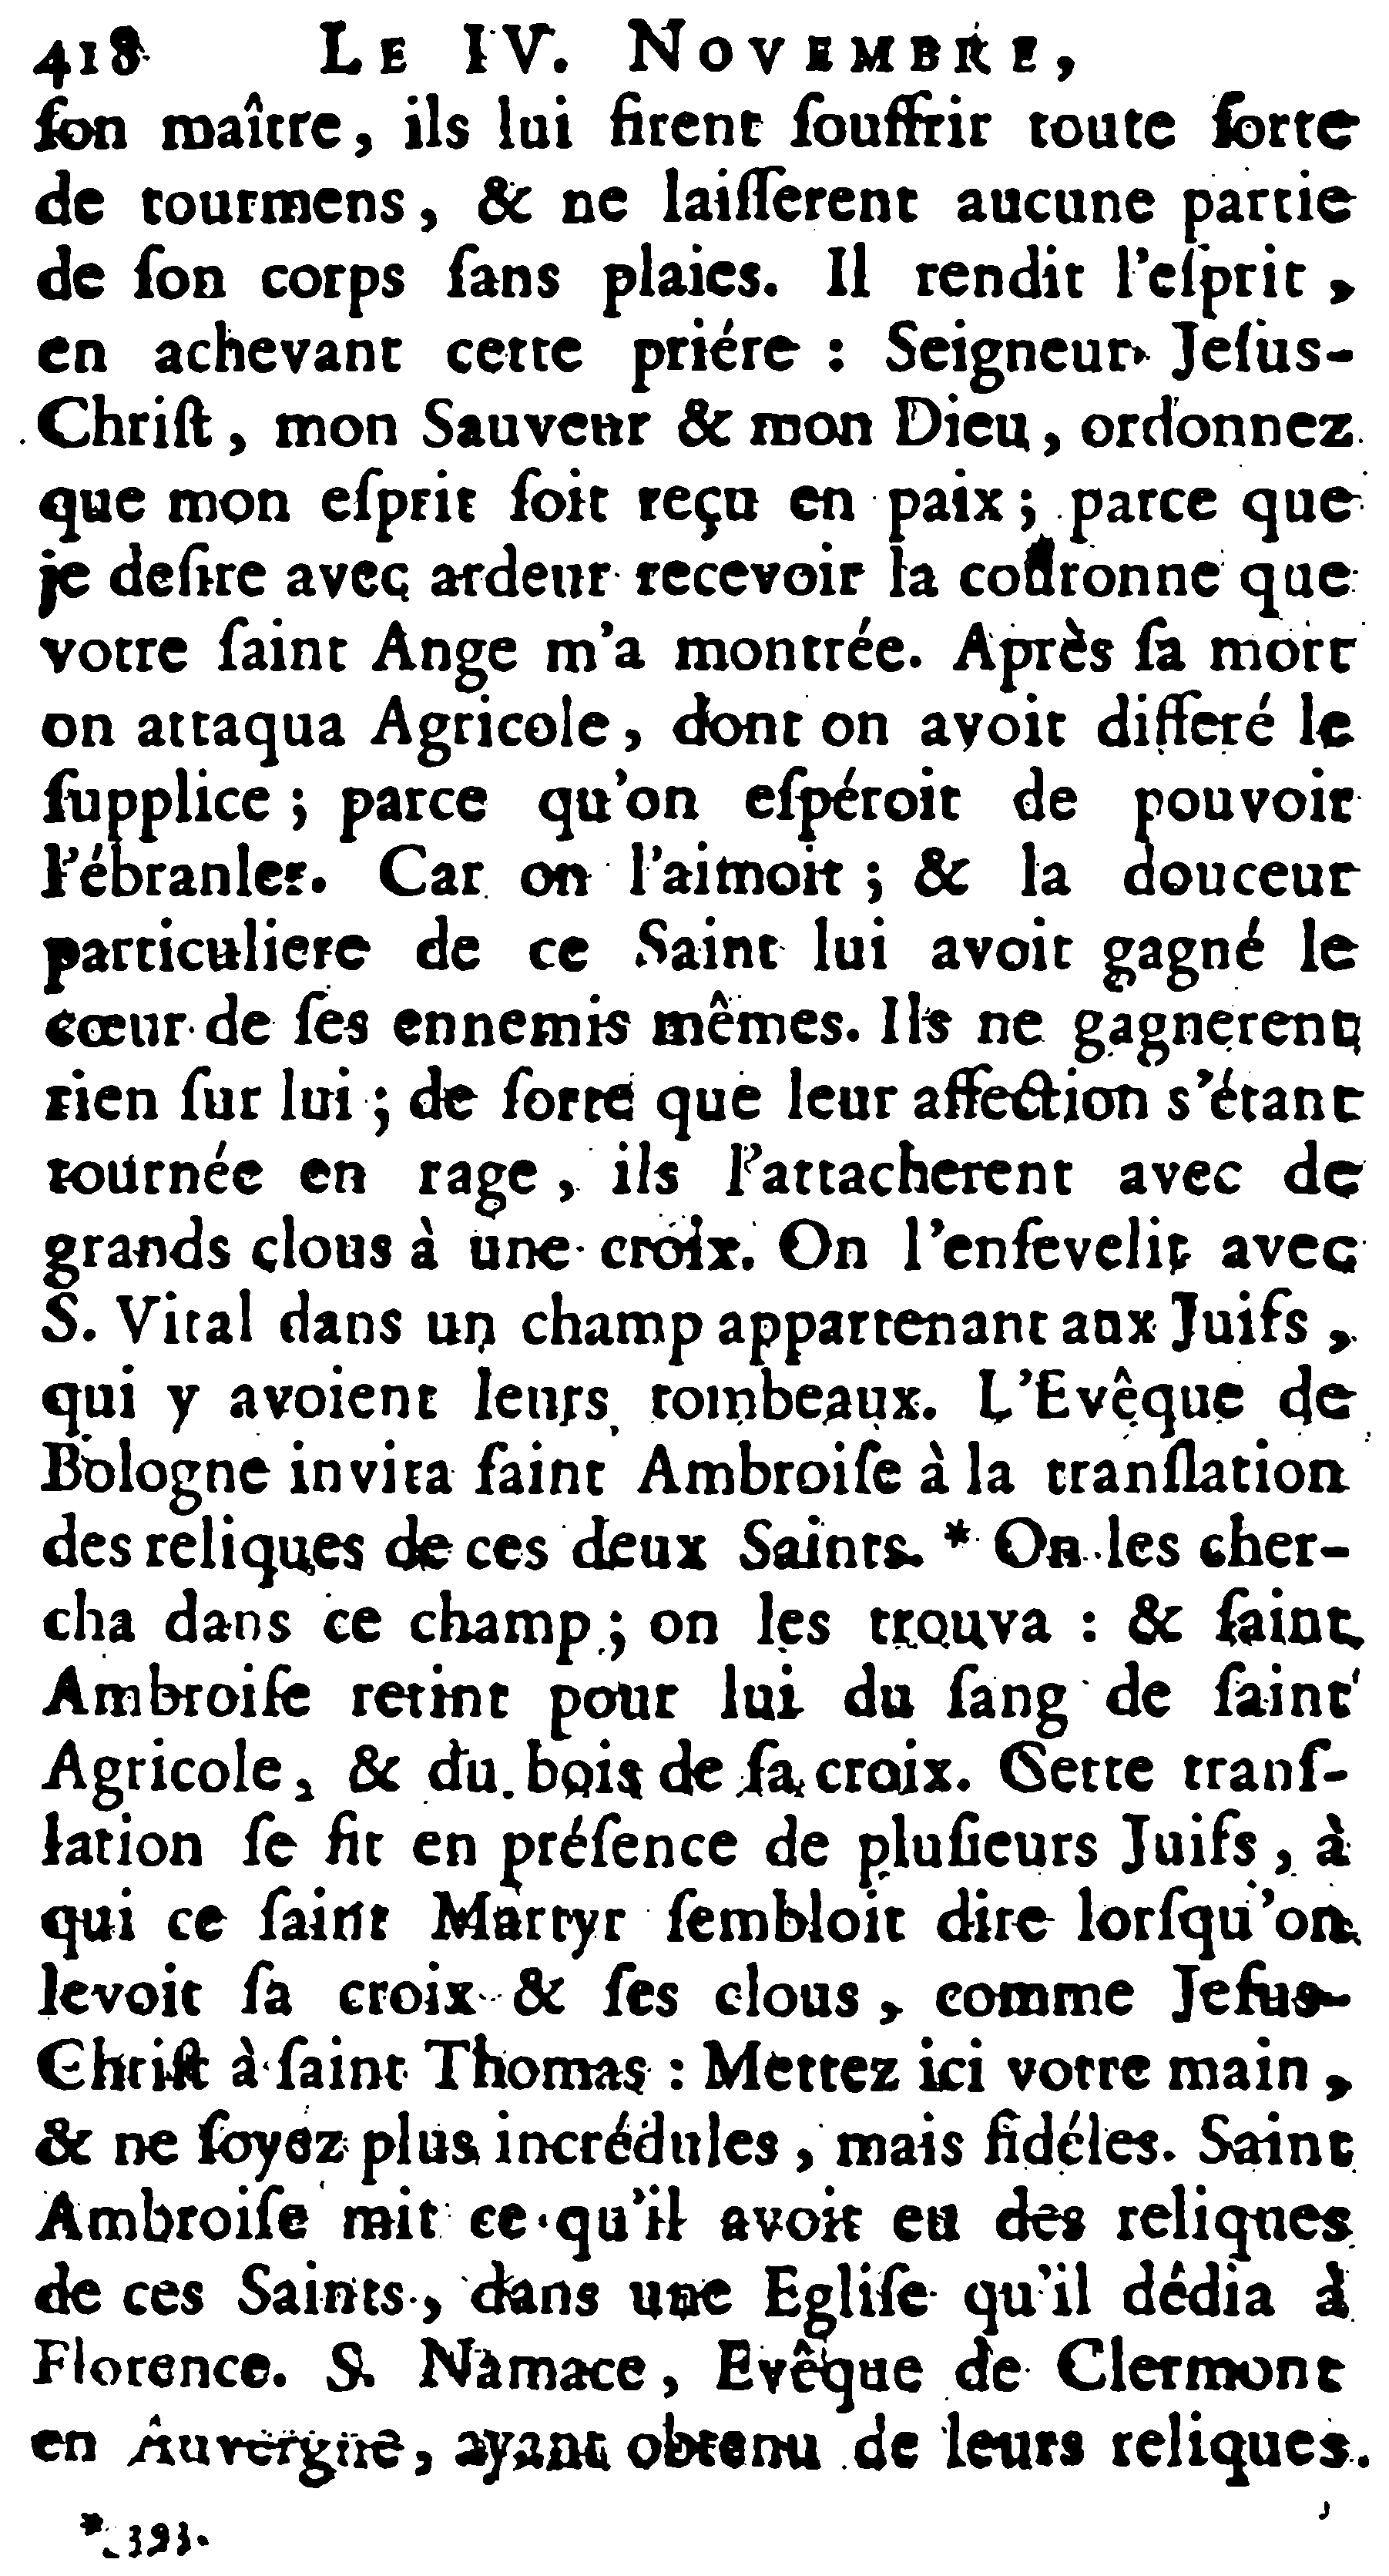 418 LE IV. NOVEMBRE,
ſon maître, ils lui firent ſouffrir toute ſorte
de tourmens, & ne laiſſerent aucune partie
de ſon corps ſans plaies. Il rendit l'eſprit,
en achevant cette priére : Seigneur Jeſus-
Chriſt, mon Sauveur & mon Dieu, ordonnez
que mon eſprit ſoit reçu en paix ; parce que
je deſire avec ardeur recevoir la couronne que
votre ſaint Ange m'a montrée. Après ſa mort
on attaqua Agricole, dont on avoit differé le
ſupplice ; parce qu'on eſpéroit de pouvoir
l'ébranler. Car on l'aimoit ; & la douceur
particuliere de ce Saint lui avoit gagné le
cœur de ſes ennemis mêmes. Ils ne gagnerent
rien ſur lui ; de ſorte que leur affection s'étant
tournée en rage, ils l'attacherent avec de
grands clous à une croix. On l'enſevelit avec
S. Vital dans un champ appartenant aux Juifs,
qui y avoient leurs tombeaux. L'Evêque de
Bologne invita ſaint Ambroiſe à la tranſlation
des reliques de ces deux Saints. * On les cher-
cha dans ce champ ; on les trouva : & ſaint
Ambroiſe retint pour lui du ſang de ſaint
Agricole, & du bois de ſa croix. Cette tranſ-
lation ſe fit en préſence de pluſieurs Juifs, à
qui ce ſaint Martyr ſembloit dire lorſqu'on
levoit ſa croix & ſes clous, comme Jeſus-
Chriſt à ſaint Thomas : Mettez ici votre main,
& ne ſoyez plus incrédules, mais fidéles. Saint
Ambroiſe mit ce qu'il avoit eu des reliques
de ces Saints, dans une Egliſe qu'il dédia à
Florence. S. Namace, Evêque de Clermont
en Auvergne, ayant obtenu de leurs reliques.
* 393.